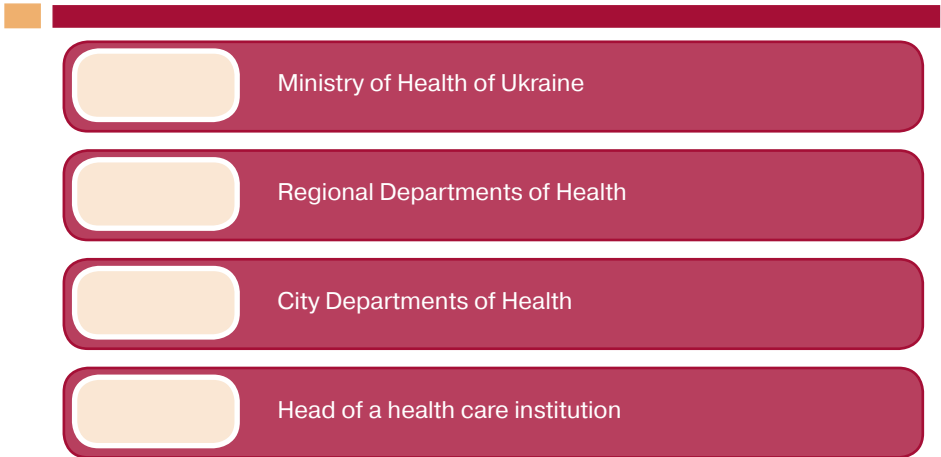 Ministry of Health of Ukraine
Regional Departments of Health
City Departments of Health
Head of a health care institution